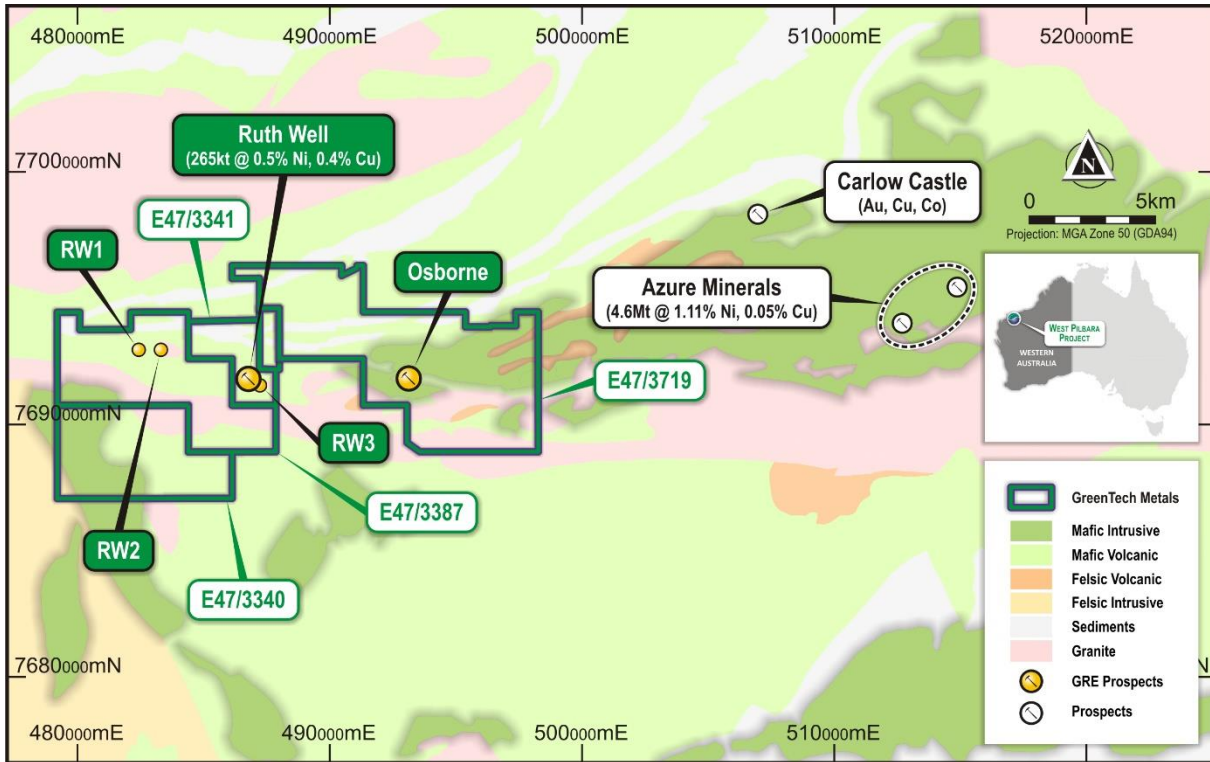 480000mE
490000mE
500000mE
510000mE
520000mE
7700000mN
Ruth Well
(265kt @ 0.5% Ni, 0.4% Cu)
E47/3341
RW1
Osborne
Carlow Castle
(Au, Cu, Co)
Azure Minerals
(4.6Mt @ 1.11% Ni, 0.05% Cu)
N
0 5km
Projection: MGA Zone 50 (GDA94)
WEST PILBARA
PROJECT
WESTERN
AUSTRALIA
E47/3719
7690000mN
RW3
E47/3387
RW2
E47/3340
GreenTech Metals
Mafic Intrusive
Mafic Volcanic
Felsic Volcanic
Felsic Intrusive
Sediments
Granite
GRE Prospects
Prospects
7680000mN
N
480000mE
490000mE
500000mE
510000mE